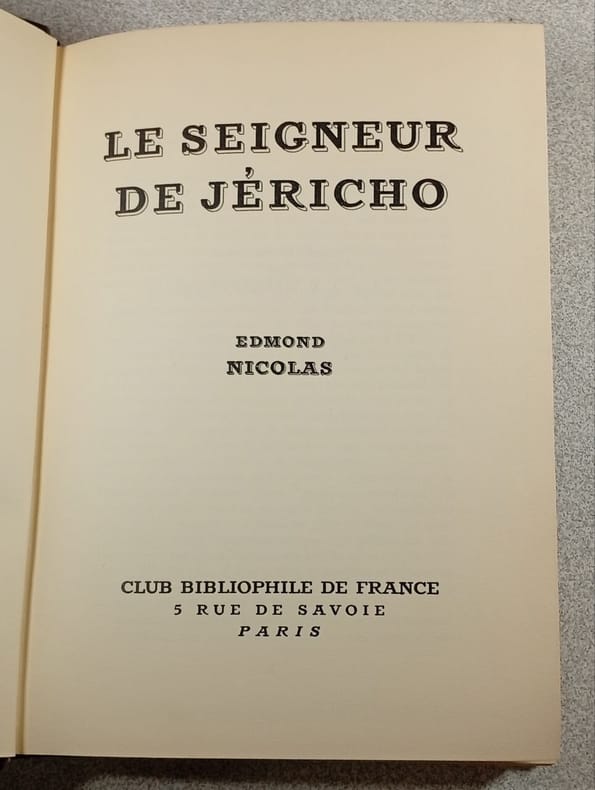 LE SEIGNEUR
DE JÉRICHO
EDMOND
NICOLAS
CLUB BIBLIOPHILE DE FRANCE
5 RUE DE SAVOIE
PARIS